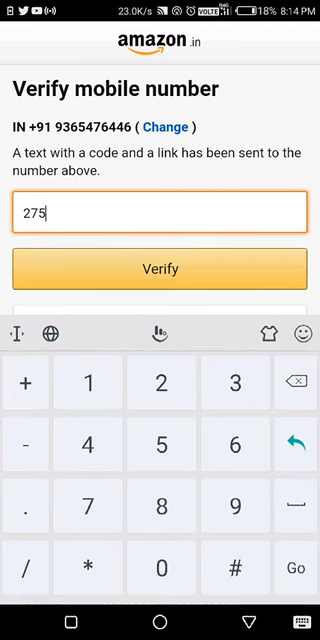 23.0K/s VOLTE 4G 18% 8:14 PM
amazon.in
Verify mobile number
IN +91 9365476446 ( Change )
A text with a code and a link has been sent to the
number above.
275
Verify
+ 1 2 3
- 4 5 6
. 7 8 9
/ * 0 # Go